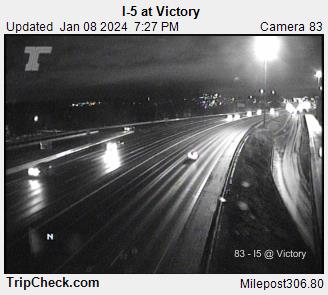 I-5 at Victory
Updated Jan 08 2024 7:27 PM Camera 83
T
N
83 - I5 @ Victory
TripCheck.com Milepost306.80